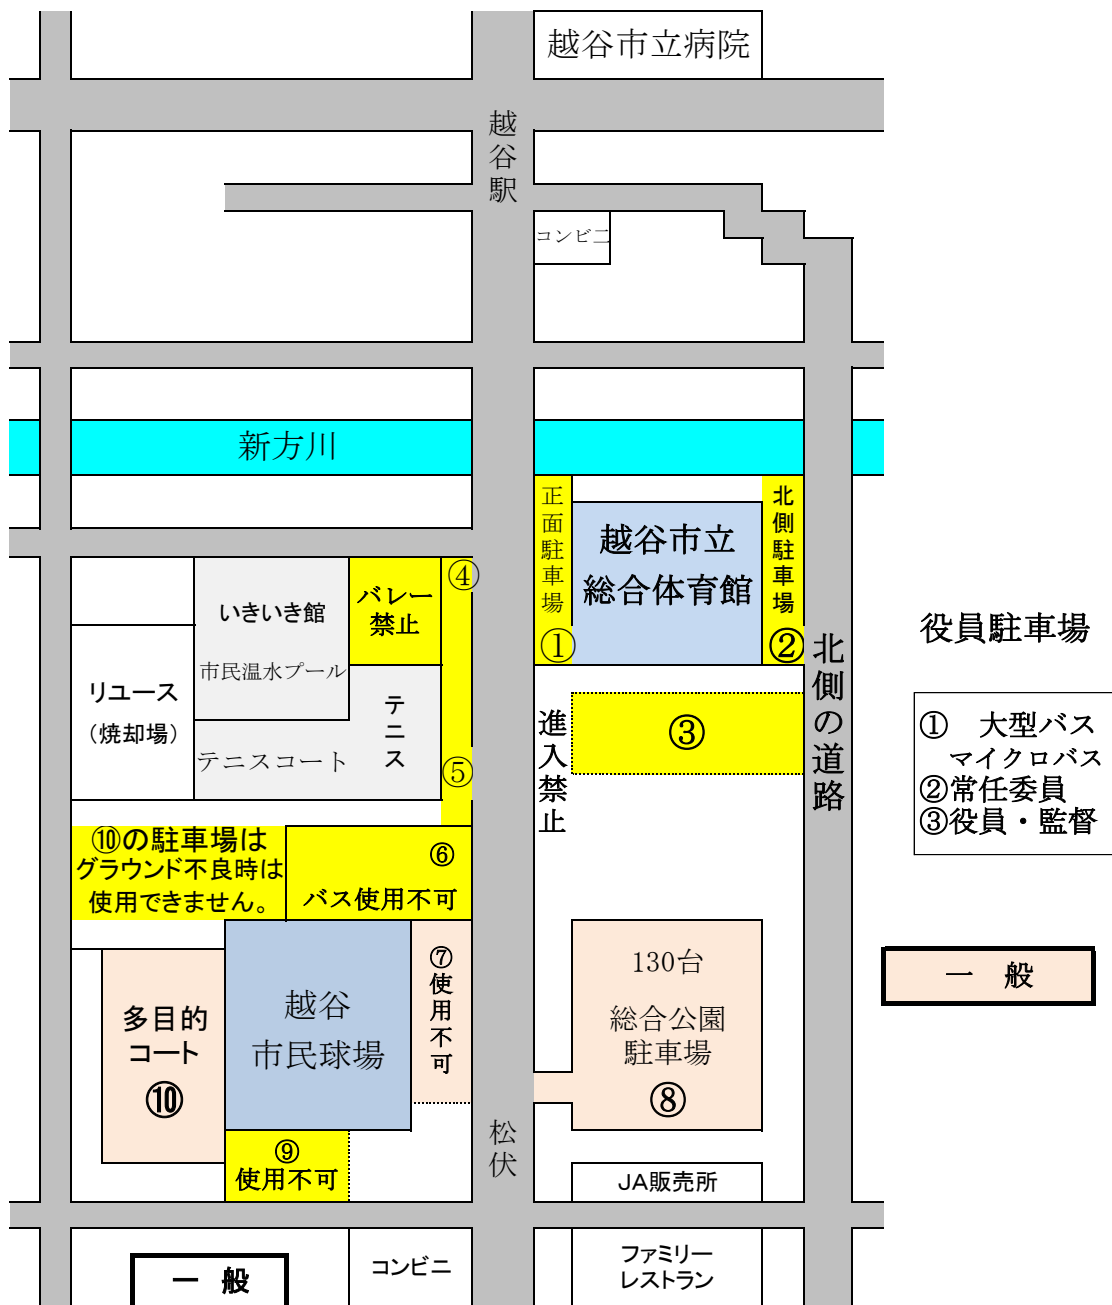 越谷市立病院
越谷駅
コンビニ
新方川
正面駐車場
①
越谷市立
総合体育館
北側駐車場
②
④
バレー
禁止
いきいき館
市民温水プール
リユース
(焼却場)
テニス
テニスコート
⑤
進入禁止
③
北側の道路
役員駐車場
① 大型バス
マイクロバス
②常任委員
③役員・監督
⑩の駐車場は
グラウンド不良時は
使用できません。
⑥
バス使用不可
⑦使用不可
越谷
市民球場
多目的
コート
⑩
130台
総合公園
駐車場
⑧
一 般
⑨
使用不可
松伏
JA販売所
一 般
コンビニ
ファミリー
レストラン